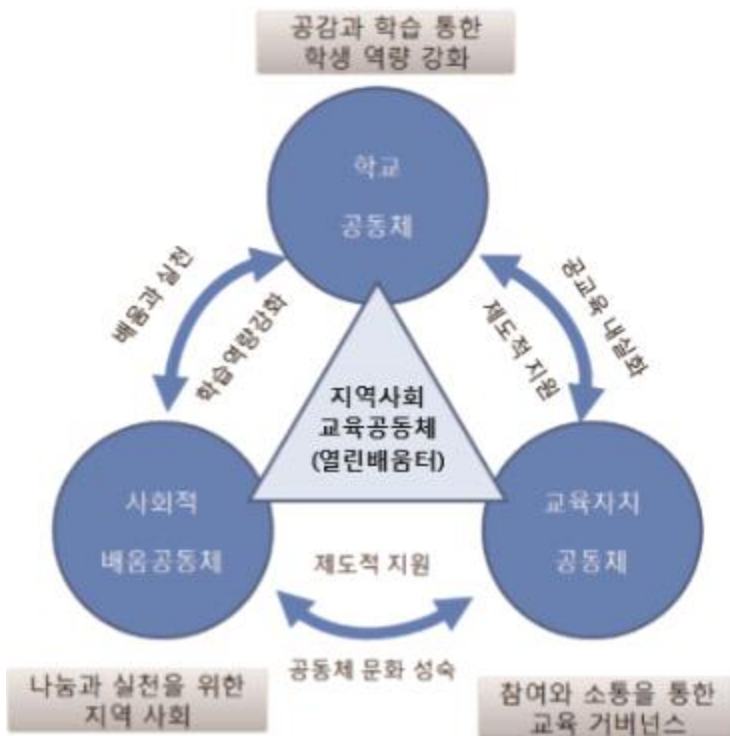 공감과 학습 통한
학생 역량 강화
학교
공동체
배움과 실천
학습역량강화
공교육 내실화
제도적 지원
지역사회
교육공동체
(열린배움터)
사회적
배움공동체
교육자치
공동체
제도적 지원
공동체 문화 성숙
나눔과 실천을 위한
지역 사회
참여와 소통을 통한
교육 거버넌스